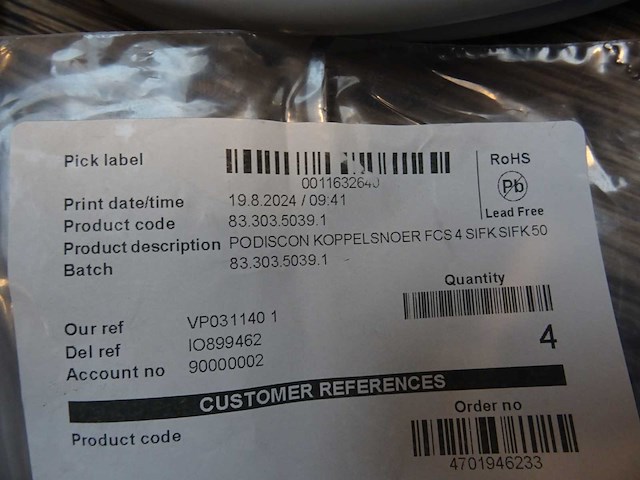 Pick label
0011632640
RoHS
Pb
Lead Free
Print date/time 19.8.2024 / 09:41
Product code 83.303.5039.1
Product description PODISCON KOPPELSNOER FCS 4 SIFK SIFK 50
Batch 83.303.5039.1
Quantity
4
Our ref VP031140 1
Del ref IO899462
Account no 90000002
CUSTOMER REFERENCES
Product code
Order no
4701946233